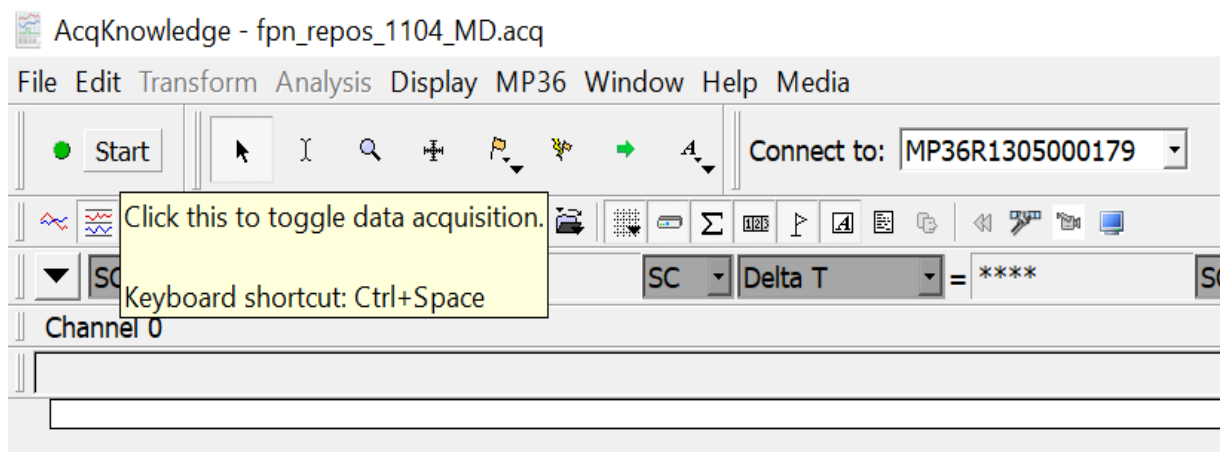 AcqKnowledge - fpn_repos_1104_MD.acq
File Edit Transform Analysis Display MP36 Window Help Media
Start Connect to: MP36R1305000179
Click this to toggle data acquisition.
SC SC Delta T = ****
Keyboard shortcut: Ctrl+Space
Channel 0